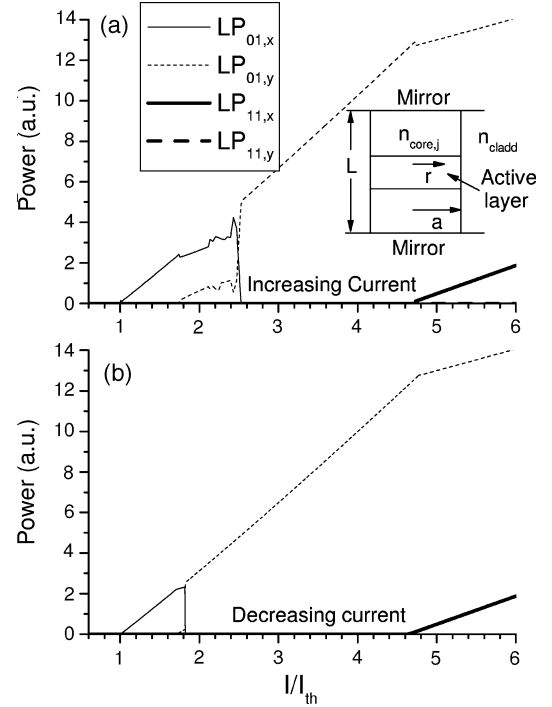 (a)
LP01,x
LP01,y
LP11,x
LP11,y
Power (a.u.)
14
12
10
8
6
4
2
0
Mirror
ncore,j
ncladd
L
r
Active
layer
a
Mirror
Increasing Current
1 2 3 4 5 6
(b)
Power (a.u.)
14
12
10
8
6
4
2
0
Decreasing current
1 2 3 4 5 6
I/Ith